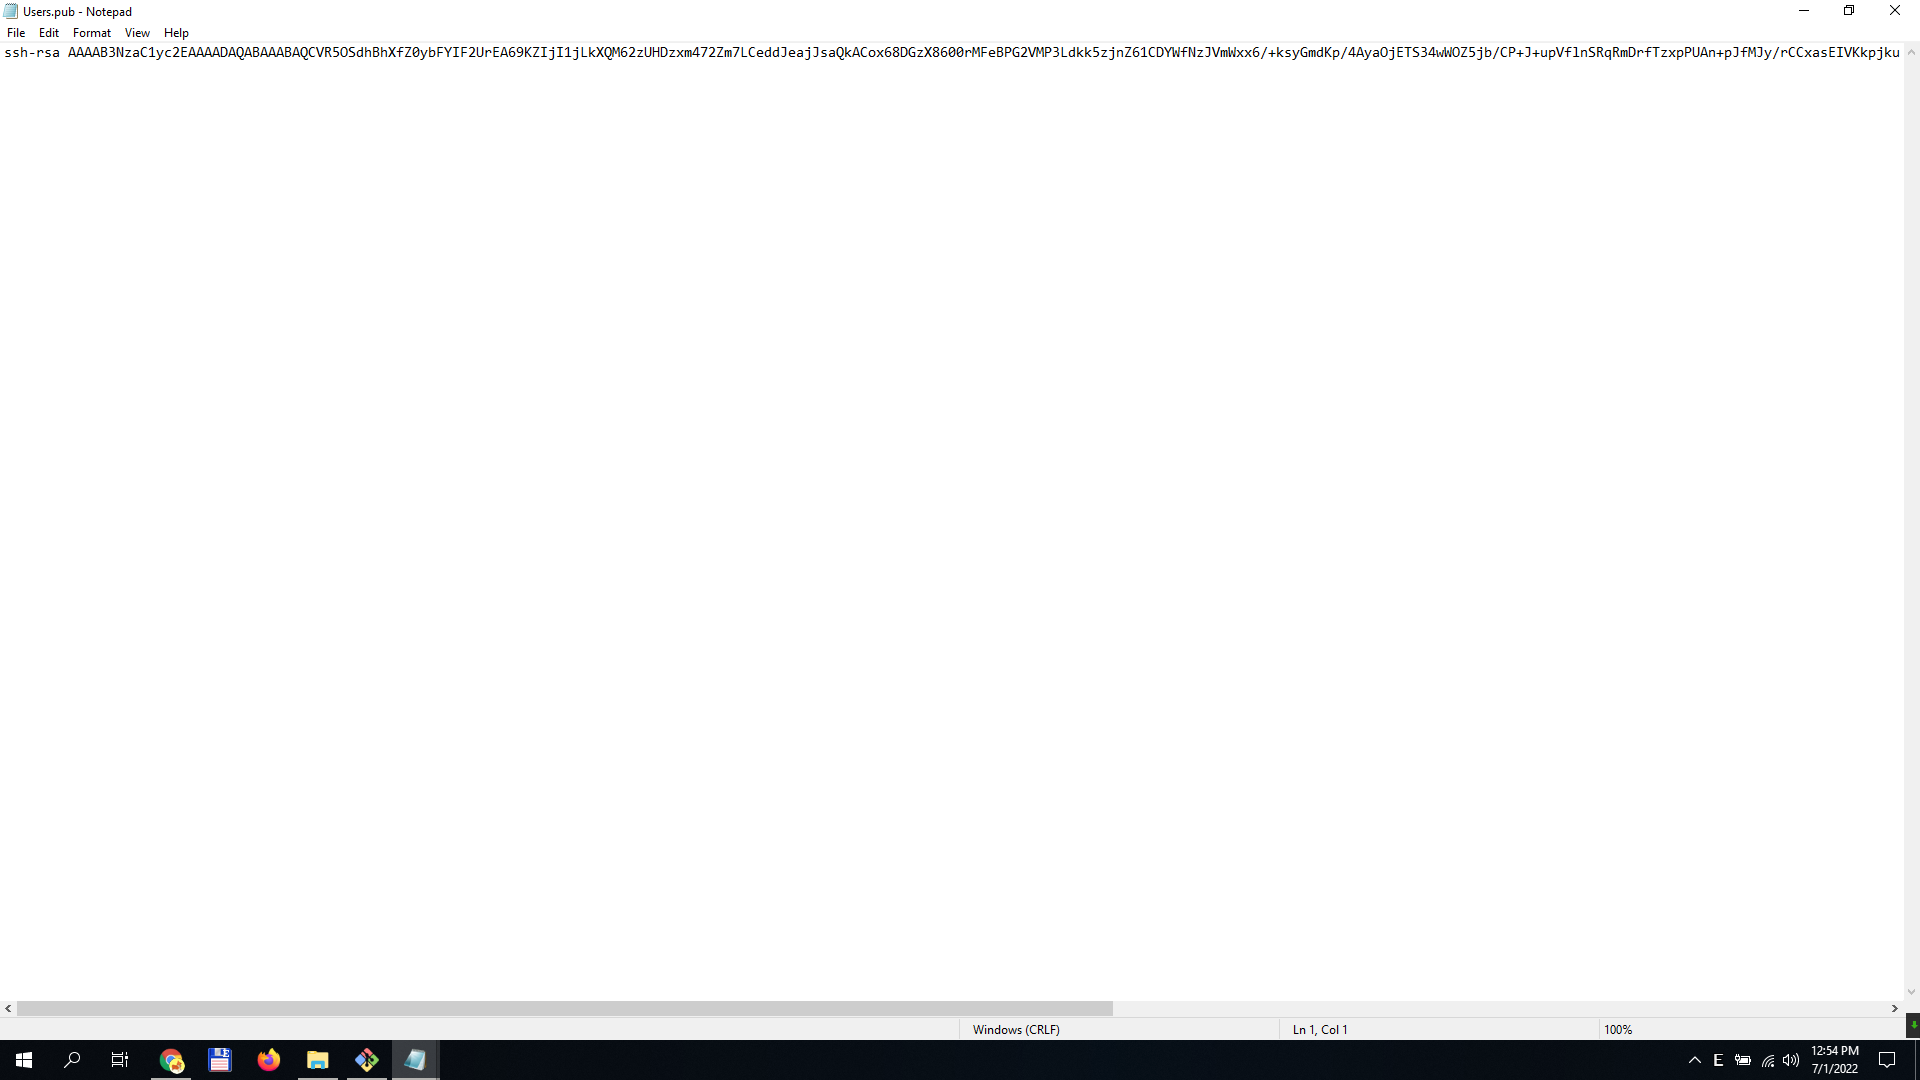 Users.pub - Notepad
File Edit Format View Help
ssh-rsa AAAAB3NzaC1yc2EAAAADAQABAAABAQCVR5OSdhBhXfZ0ybFYIF2UrEA69KZIjI1jLkXQM62zUHDzxm472Zm7LCeddJeajJsaQkACox68DGzX8600rMFeBPG2VMP3Ldkk5zjnZ61CDYWfNzJVmWxx6/+ksyGmdKp/4AyaOjETS34wWOZ5jb/CP+J+upVflnSRqRmDrfTzxpPUAn+pJfMJy/rCCxasEIVKkpjku
Windows (CRLF) Ln 1, Col 1 100%
E 12:54 PM
7/1/2022